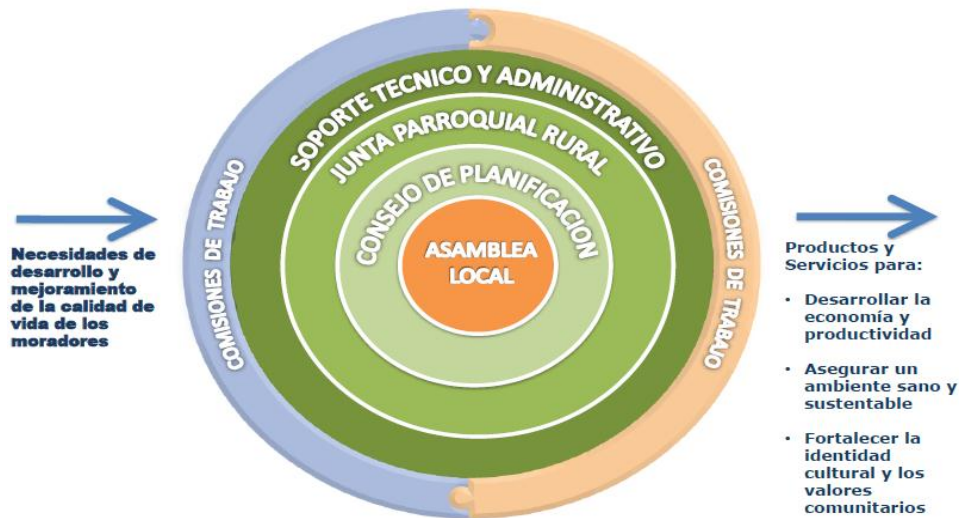 SOPORTE TECNICO Y ADMINISTRATIVO
JUNTA PARROQUIAL RURAL
CONSEJO DE PLANIFICACION
ASAMBLEA
LOCAL
COMISIONES DE TRABAJO
COMISIONES DE TRABAJO
Necesidades de
desarrollo y
mejoramiento
de la calidad de
vida de los
moradores
Productos y
Servicios para:
• Desarrollar la
economía y
productividad
• Asegurar un
ambiente sano y
sustentable
• Fortalecer la
identidad
cultural y los
valores
comunitarios